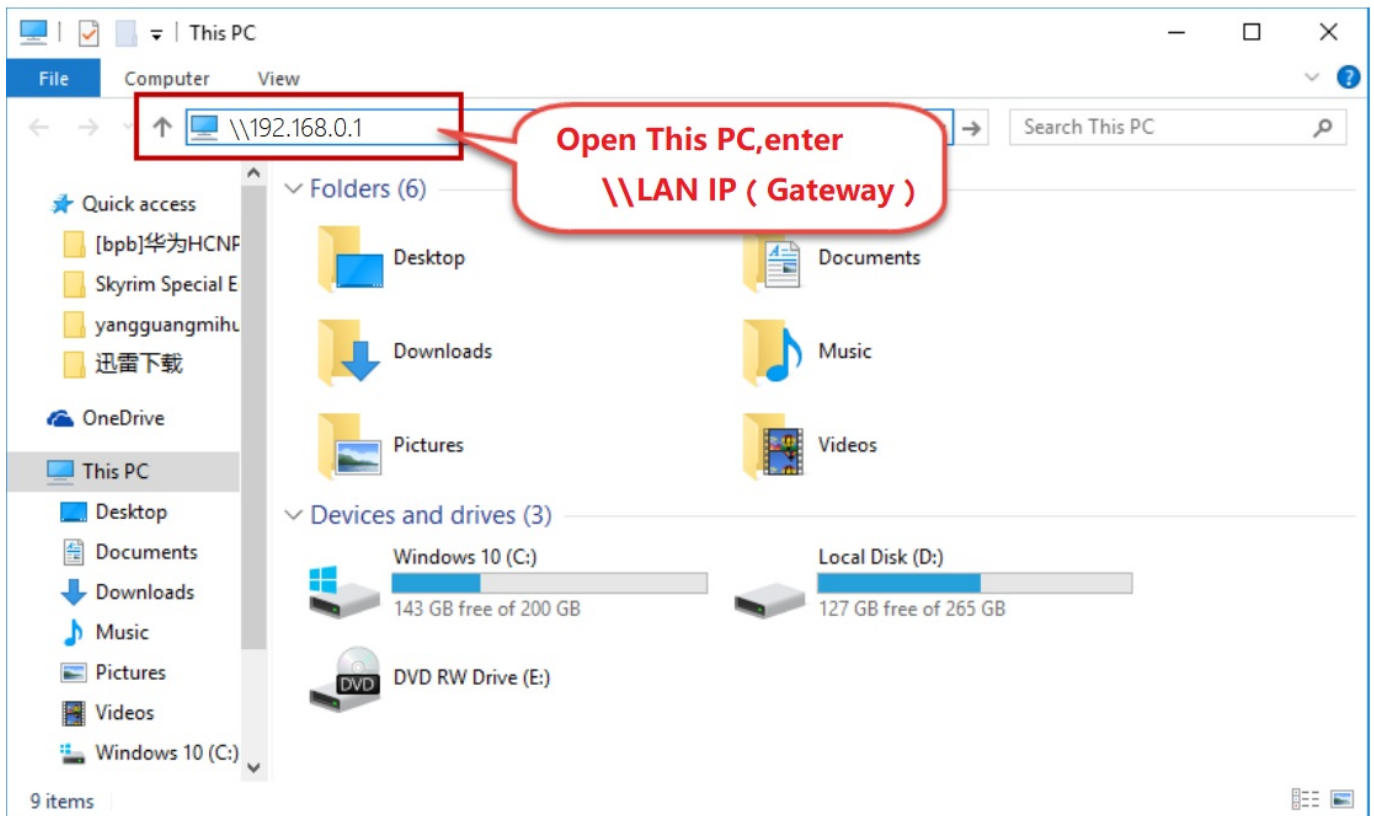 This PC
File Computer View
\\192.168.0.1
Search This PC
Open This PC,enter
\\LAN IP ( Gateway )
Quick access
[bpb]华为HCNP
Skyrim Special E
yangguangmihu
迅雷下载
OneDrive
This PC
Desktop
Documents
Downloads
Music
Pictures
Videos
Windows 10 (C:)
Folders (6)
Desktop
Documents
Downloads
Music
Pictures
Videos
Devices and drives (3)
Windows 10 (C:)
143 GB free of 200 GB
Local Disk (D:)
127 GB free of 265 GB
DVD
DVD RW Drive (E:)
9 items